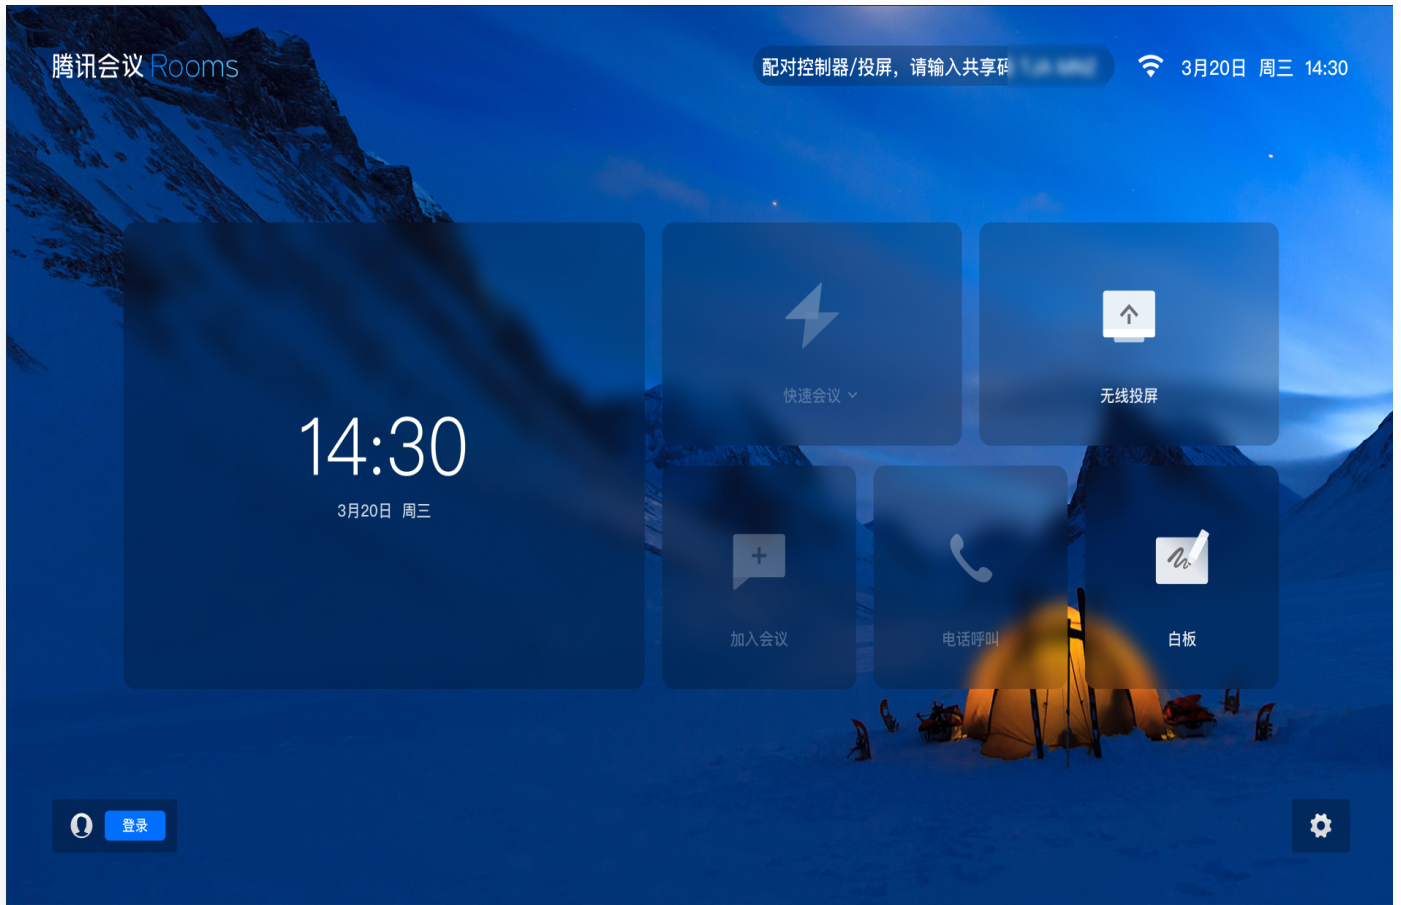 腾讯会议 Rooms
配对控制器/投屏，请输入共享码
3月20日 周三 14:30
14:30
3月20日 周三
快速会议
无线投屏
加入会议
电话呼叫
白板
登录